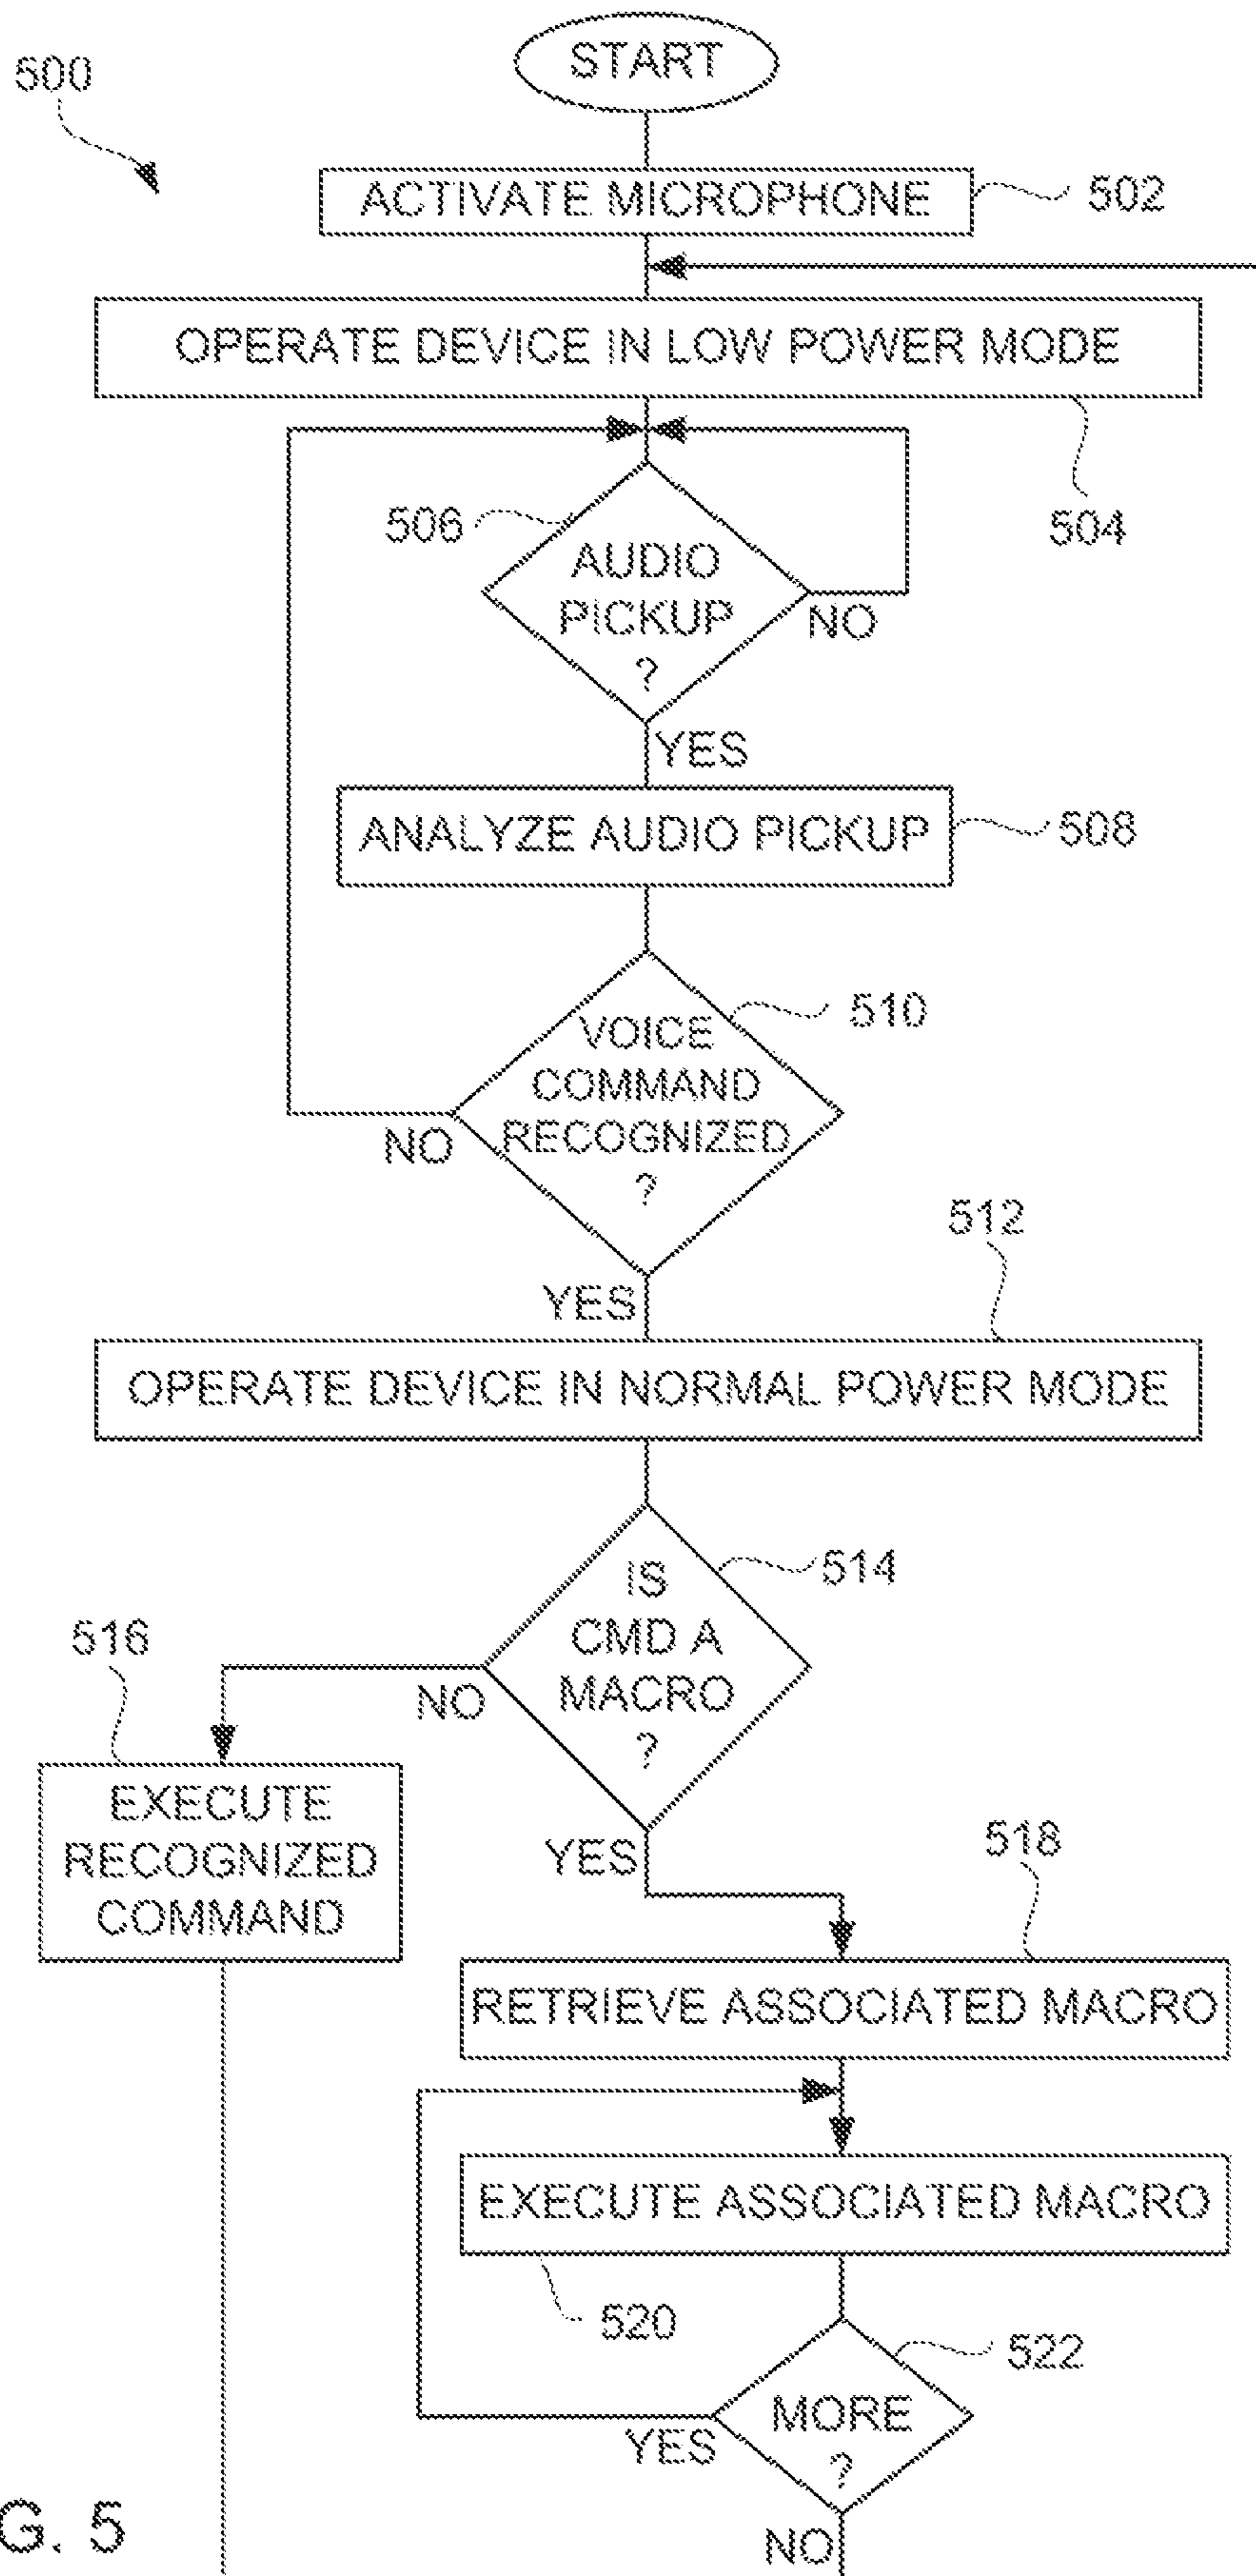 START
500
ACTIVATE MICROPHONE
502
OPERATE DEVICE IN LOW POWER MODE
504
506
AUDIO
PICKUP
?
NO
YES
ANALYZE AUDIO PICKUP
508
510
VOICE
COMMAND
RECOGNIZED
?
NO
YES
512
OPERATE DEVICE IN NORMAL POWER MODE
514
IS
CMD A
MACRO
?
NO
YES
516
EXECUTE
RECOGNIZED
COMMAND
518
RETRIEVE ASSOCIATED MACRO
EXECUTE ASSOCIATED MACRO
520
522
MORE
?
YES
NO
G. 5